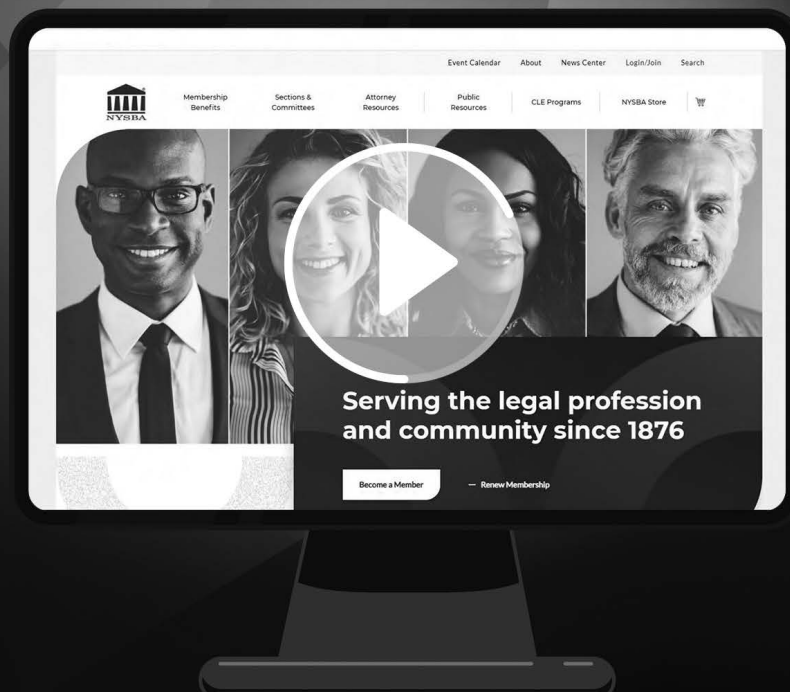 Event Calendar About News Center Login/Join Search
NYSBA
Membership Benefits
Sections & Committees
Attorney Resources
Public Resources
CLE Programs
NYSBA Store
Serving the legal profession
and community since 1876
Become a Member — Renew Membership